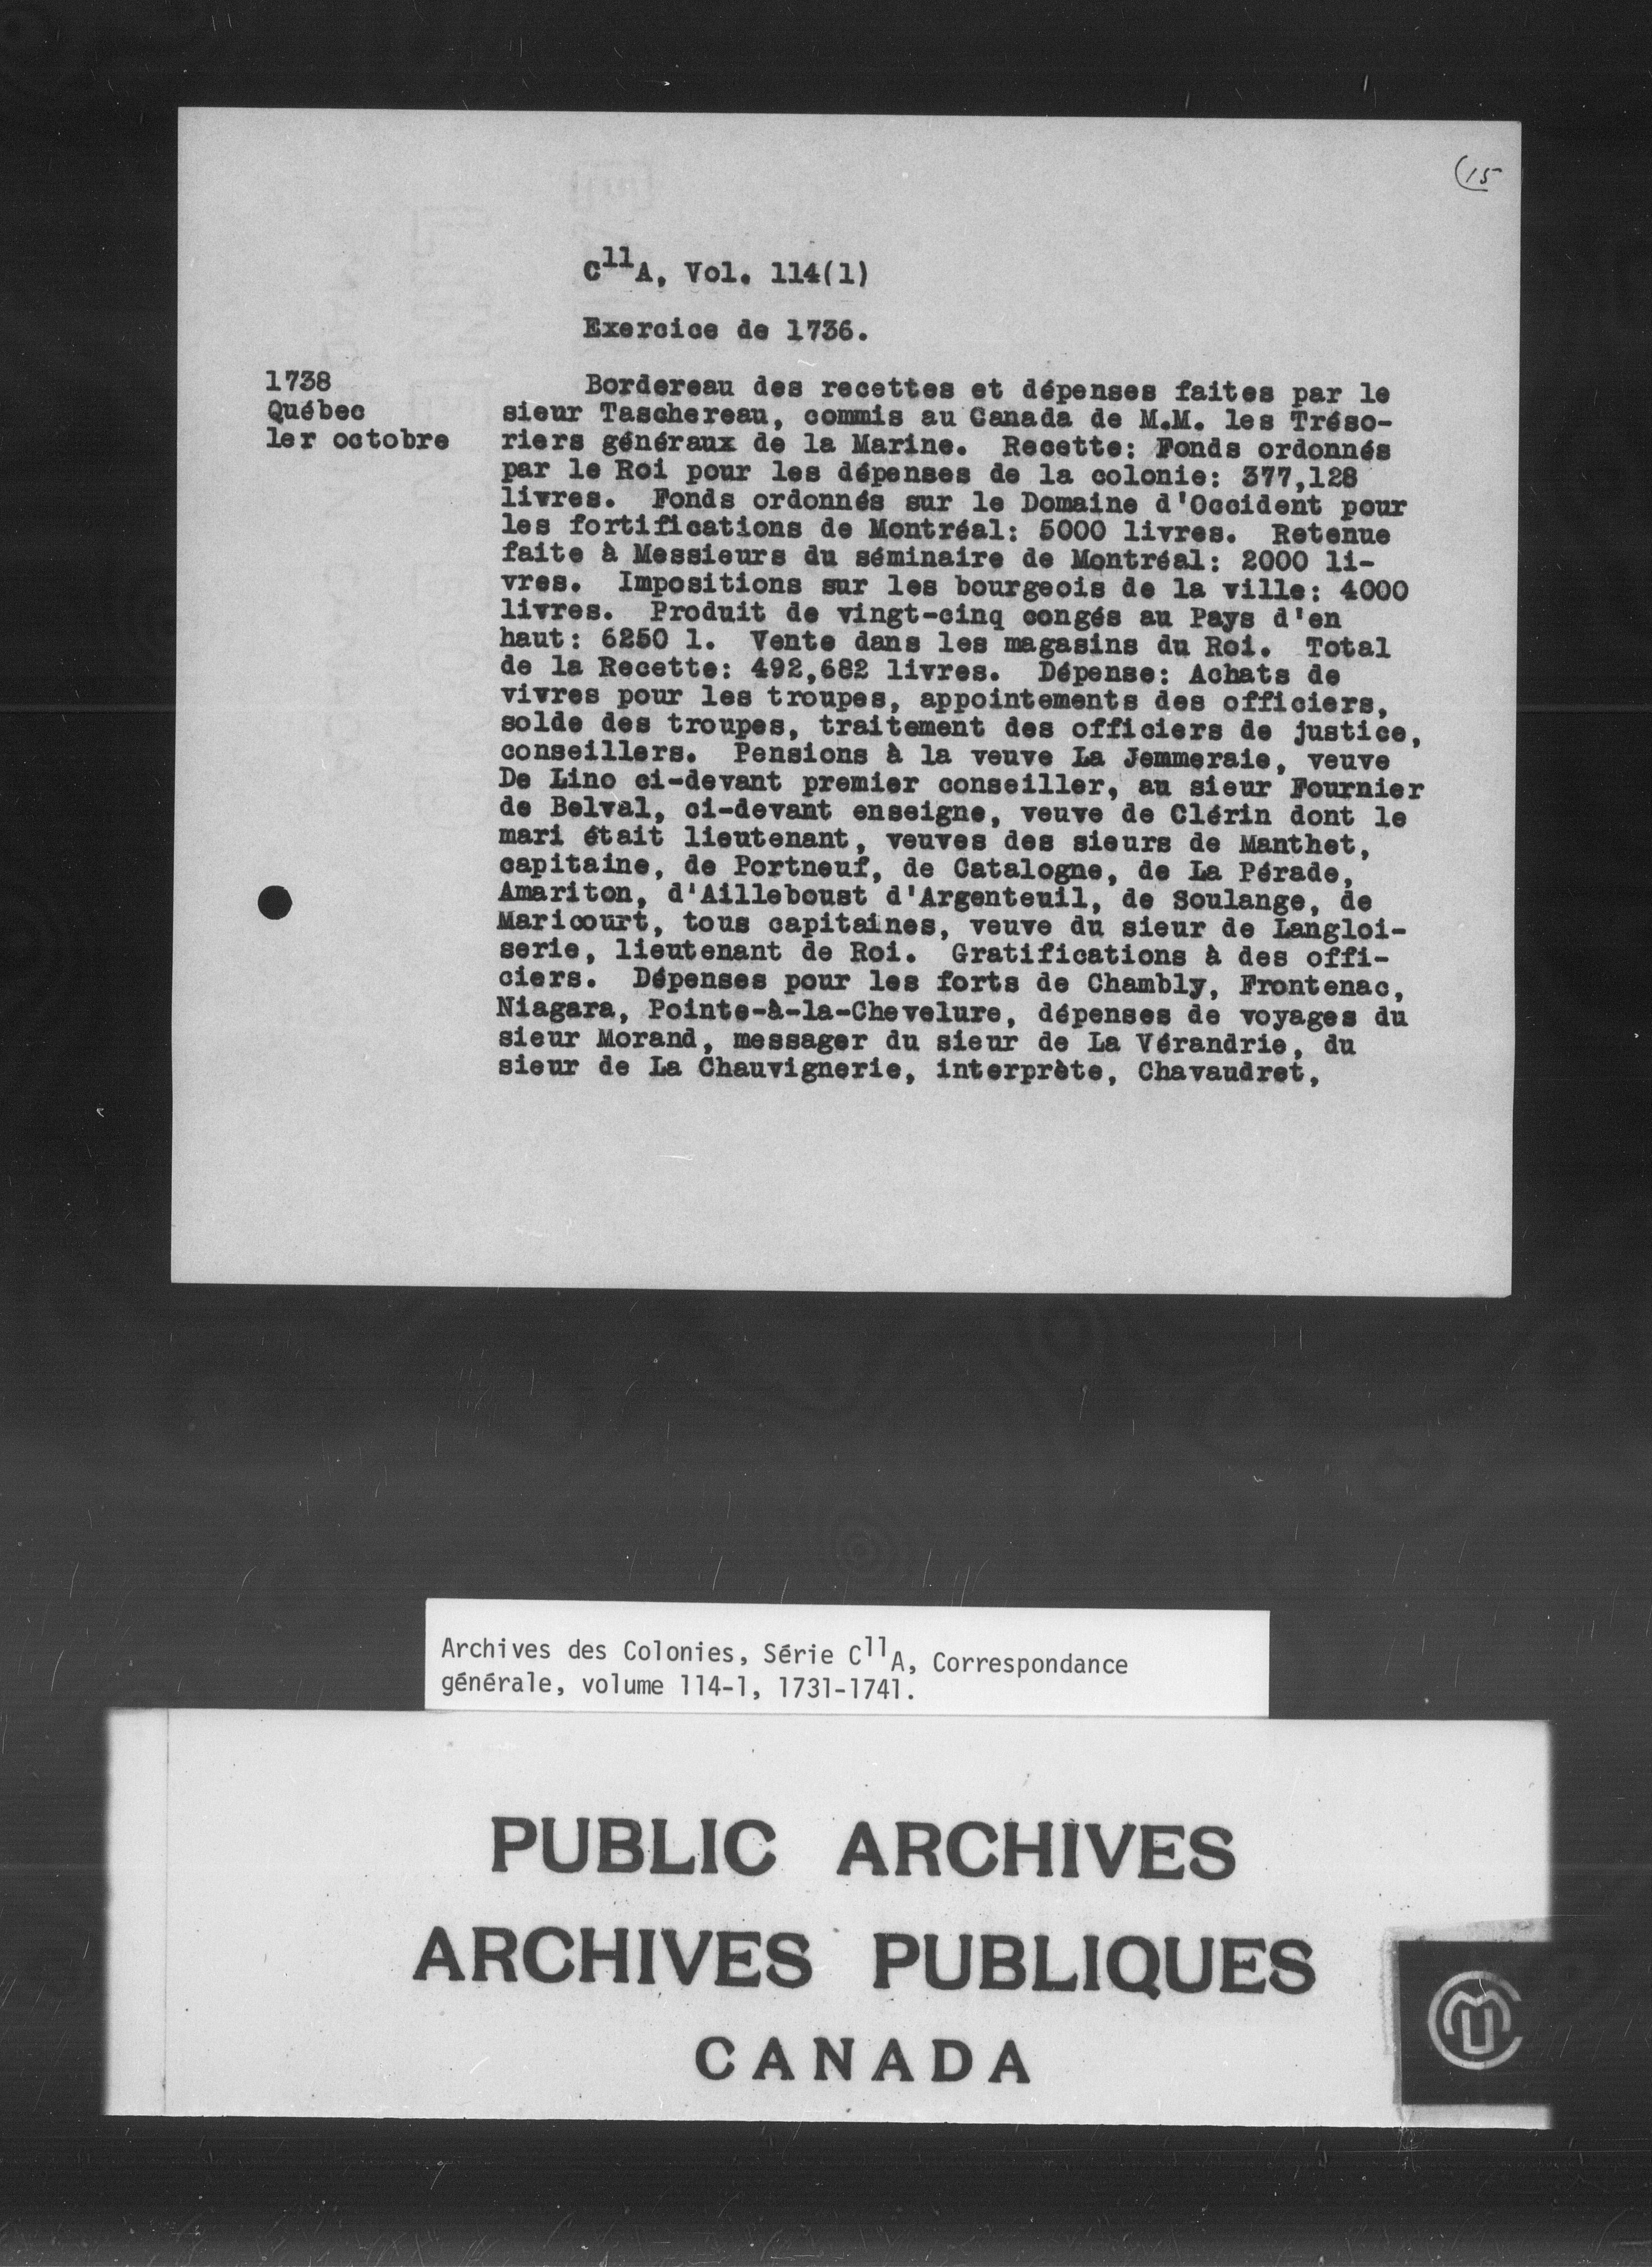 (15
C11A, Vol. 114(1)
Exercice de 1736.
1738
Québec
1er octobre
Bordereau des recettes et dépenses faites par le
sieur Taschereau, commis au Canada de M.M. les Tréso-
riers généraux de la Marine. Recette: Fonds ordonnés
par le Roi pour les dépenses de la colonie: 377,128
livres. Fonds ordonnés sur le Domaine d'Occident pour
les fortifications de Montréal: 5000 livres. Retenue
faite à Messieurs du séminaire de Montréal: 2000 li-
vres. Impositions sur les bourgeois de la ville: 4000
livres. Produit de vingt-cinq congés au Pays d'en
haut: 6250 l. Vente dans les magasins du Roi. Total
de la Recette: 492,682 livres. Dépense: Achats de
vivres pour les troupes, appointements des officiers,
solde des troupes, traitement des officiers de justice,
conseillers. Pensions à la veuve La Jemmeraie, veuve
De Lino ci-devant premier conseiller, au sieur Fournier
de Belval, ci-devant enseigne, veuve de Clérin dont le
mari était lieutenant, veuves des sieurs de Manthet,
capitaine, de Portneuf, de Catalogne, de La Pérade,
Amariton, d'Ailleboust d'Argenteuil, de Soulange, de
Maricourt, tous capitaines, veuve du sieur de Langloi-
serie, lieutenant de Roi. Gratifications à des offi-
ciers. Dépenses pour les forts de Chambly, Frontenac,
Niagara, Pointe-à-la-Chevelure, dépenses de voyages du
sieur Morand, messager du sieur de La Vérandrie, du
sieur de La Chauvignerie, interprète, Chavaudret,
Archives des Colonies, Série C11A, Correspondance
générale, volume 114-1, 1731-1741.
PUBLIC ARCHIVES
ARCHIVES PUBLIQUES
CANADA